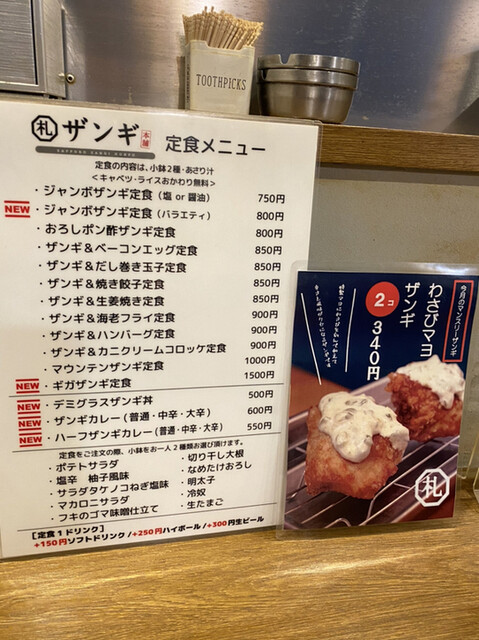 TOOTHPICKS
札 ザンギ 本舗 定食メニュー
SAPPORO ZANGI HONPO
定食の内容は、小鉢2種・あさり汁
<キャベツ・ライスおかわり無料>
・ジャンボザンギ定食(塩 or 醤油) 750円
NEW ・ジャンボザンギ定食(バラエティ) 800円
・おろしポン酢ザンギ定食 800円
・ザンギ&ベーコンエッグ定食 850円
・ザンギ&だし巻き玉子定食 850円
・ザンギ&焼き餃子定食 850円
・ザンギ&生姜焼き定食 850円
・ザンギ&海老フライ定食 900円
・ザンギ&ハンバーグ定食 900円
・ザンギ&カニクリームコロッケ定食 900円
・マウンテンザンギ定食 1000円
NEW ・ギガザンギ定食 1500円
NEW ・デミグラスザンギ丼 500円
NEW ・ザンギカレー(普通・中辛・大辛) 600円
NEW ・ハーフザンギカレー(普通・中辛・大辛) 550円
定食をご注文の際、小鉢をお一人2種類お選び頂けます。
・ポテトサラダ ・切り干し大根
・塩辛 柚子風味 ・なめたけおろし
・サラダタケノコねぎ塩味 ・明太子
・マカロニサラダ ・冷奴
・フキのゴマ味噌仕立て ・生たまご
[定食1ドリンク]
+150円ソフトドリンク/+250円ハイボール/+300円生ビール
今月のマンスリーザンギ
わさびマヨ
ザンギ
2コ 340円
札